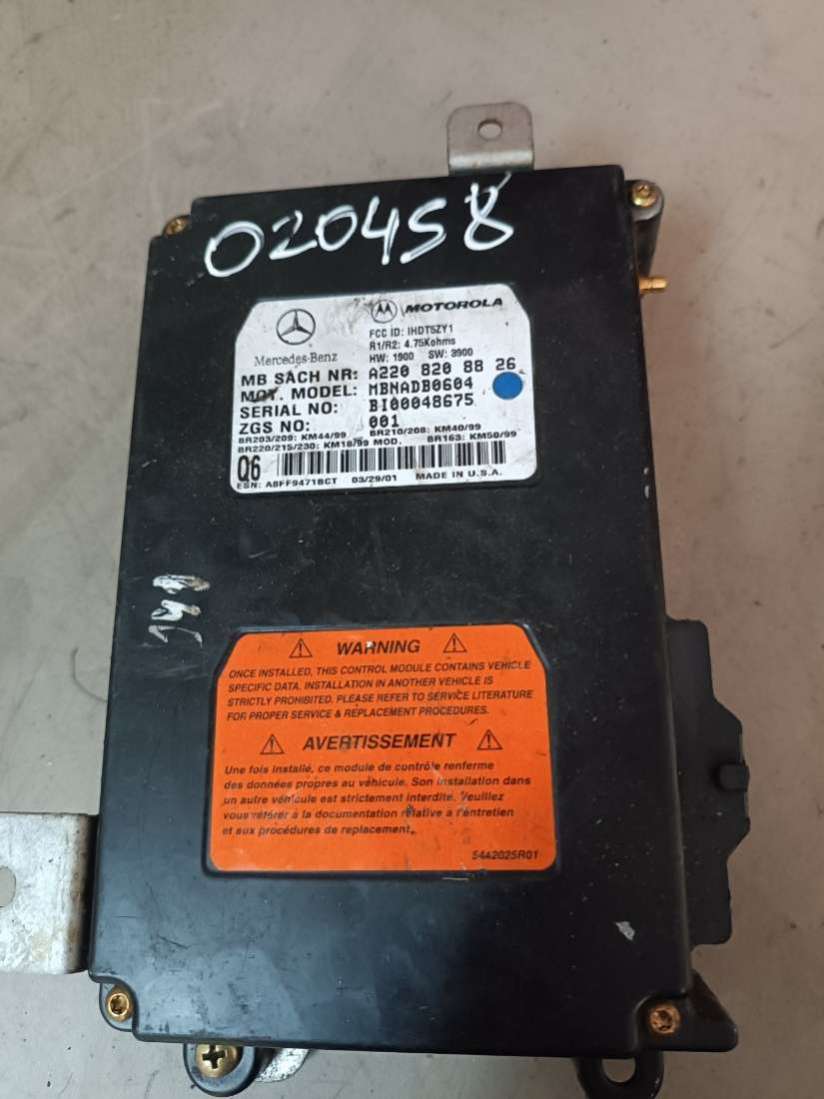 020458
MOTOROLA
FCC ID: IHDT5ZY1
R1/R2: 4.75Kohms
Mercedes-Benz
HW: 1900 SW: 3900
MB SACH NR: A220 820 88 26
MOT. MODEL: MBNADB0604
SERIAL NO: BI00048675
ZGS NO: 001
BR203/209: KM44/99 BR210/208: KM40/99
BR220/215/230: KM18/99 MOD. BR163: KM50/99
Q6
ESN: A8FF9471BCT 03/29/01 MADE IN U.S.A.
WARNING
ONCE INSTALLED, THIS CONTROL MODULE CONTAINS VEHICLE
SPECIFIC DATA. INSTALLATION IN ANOTHER VEHICLE IS
STRICTLY PROHIBITED. PLEASE REFER TO SERVICE LITERATURE
FOR PROPER SERVICE & REPLACEMENT PROCEDURES.
AVERTISSEMENT
Une fois installé, ce module de contrôle renferme
des données propres au véhicule. Son installation dans
un autre véhicule est strictement interdite. Veuillez
vous référer à la documentation relative à l'entretien
et aux procédures de remplacement.
54A2025R01